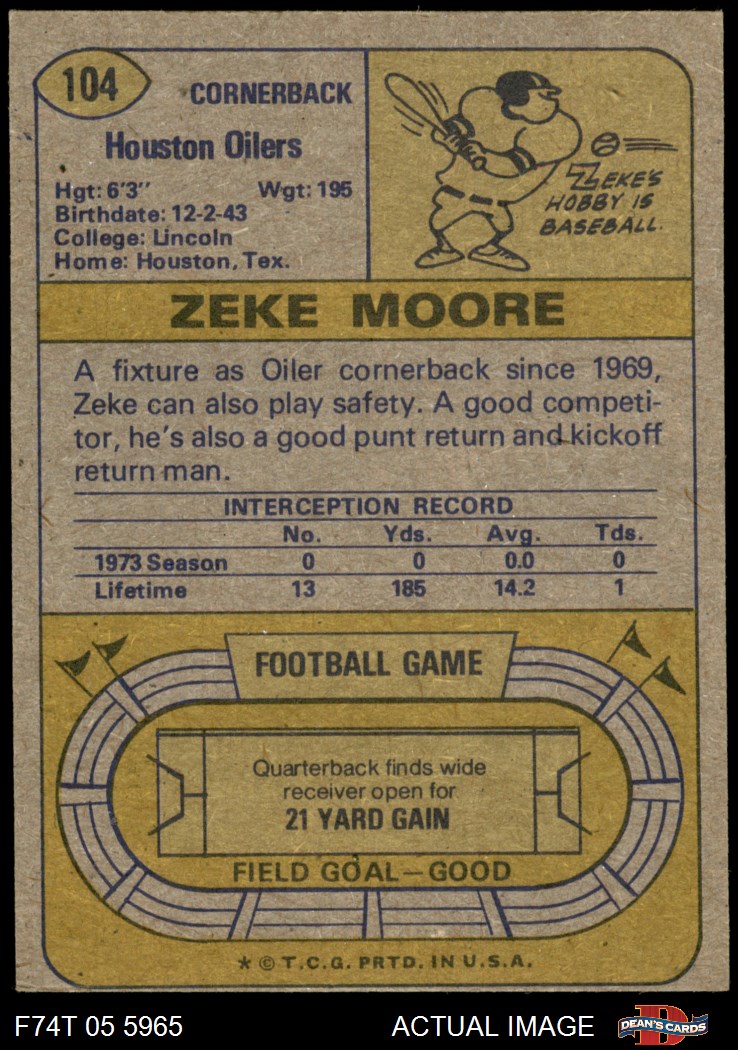 104
CORNERBACK
Houston Oilers
Hgt: 6'3" Wgt: 195
Birthdate: 12-2-43
College: Lincoln
Home: Houston, Tex.
ZEKE'S
HOBBY IS
BASEBALL.
ZEKE MOORE
A fixture as Oiler cornerback since 1969,
Zeke can also play safety. A good competi-
tor, he's also a good punt return and kickoff
return man.
INTERCEPTION RECORD
No. Yds. Avg. Tds.
1973 Season 0 0 0.0 0
Lifetime 13 185 14.2 1
FOOTBALL GAME
Quarterback finds wide
receiver open for
21 YARD GAIN
FIELD GOAL—GOOD
* © T.C.G. PRTD. IN U.S.A.
F74T 05 5965 ACTUAL IMAGE
D
DEAN'S CARDS